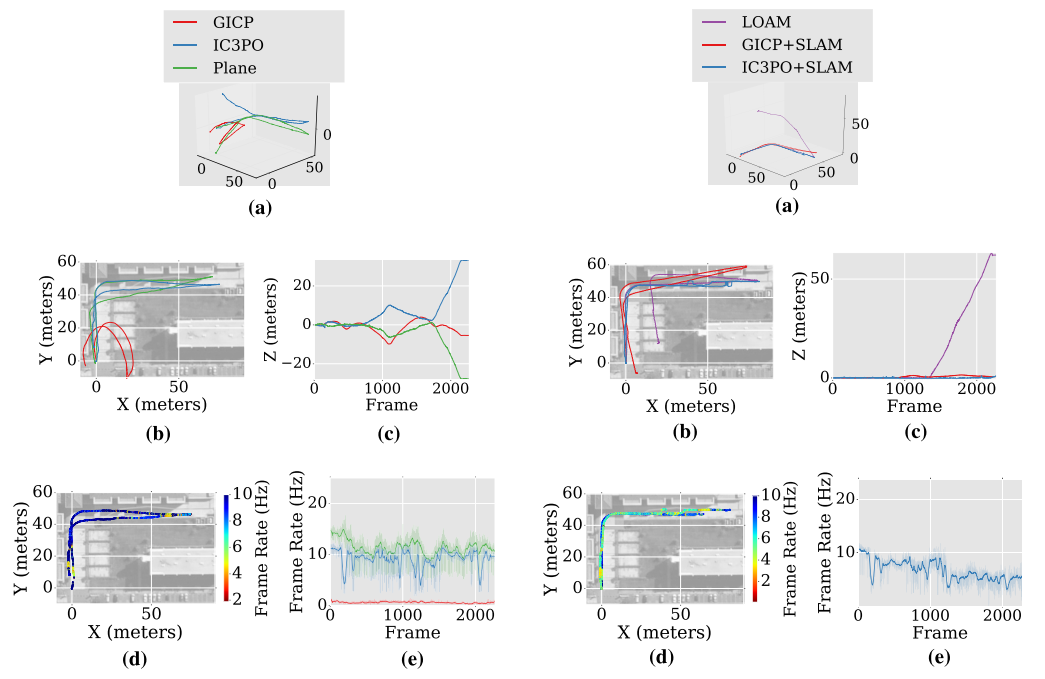 GICP
IC3PO
Plane
0
50
0
50
0
(a)
LOAM
GICP+SLAM
IC3PO+SLAM
0
50
0
50
0
50
(a)
60
40
20
0
Y (meters)
0
50
X (meters)
(b)
20
0
−20
Z (meters)
0
1000
2000
Frame
(c)
60
40
20
0
Y (meters)
0
50
X (meters)
(b)
50
0
Z (meters)
0
1000
2000
Frame
(c)
60
40
20
0
Y (meters)
0
50
X (meters)
10
8
6
4
2
Frame Rate (Hz)
(d)
20
10
0
Frame Rate (Hz)
0
1000
2000
Frame
(e)
60
40
20
0
Y (meters)
0
50
X (meters)
10
8
6
4
2
Frame Rate (Hz)
(d)
20
10
0
Frame Rate (Hz)
0
1000
2000
Frame
(e)